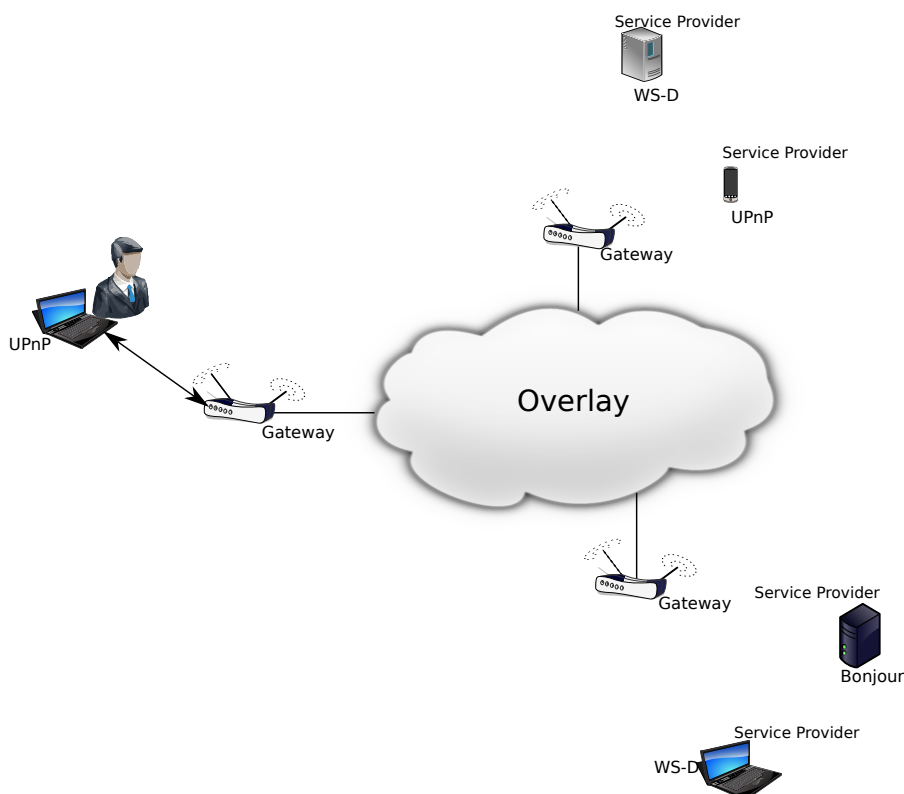 Service Provider
WS-D
Service Provider
UPnP
Gateway
UPnP
Overlay
Gateway
Gateway
Service Provider
Bonjour
Service Provider
WS-D